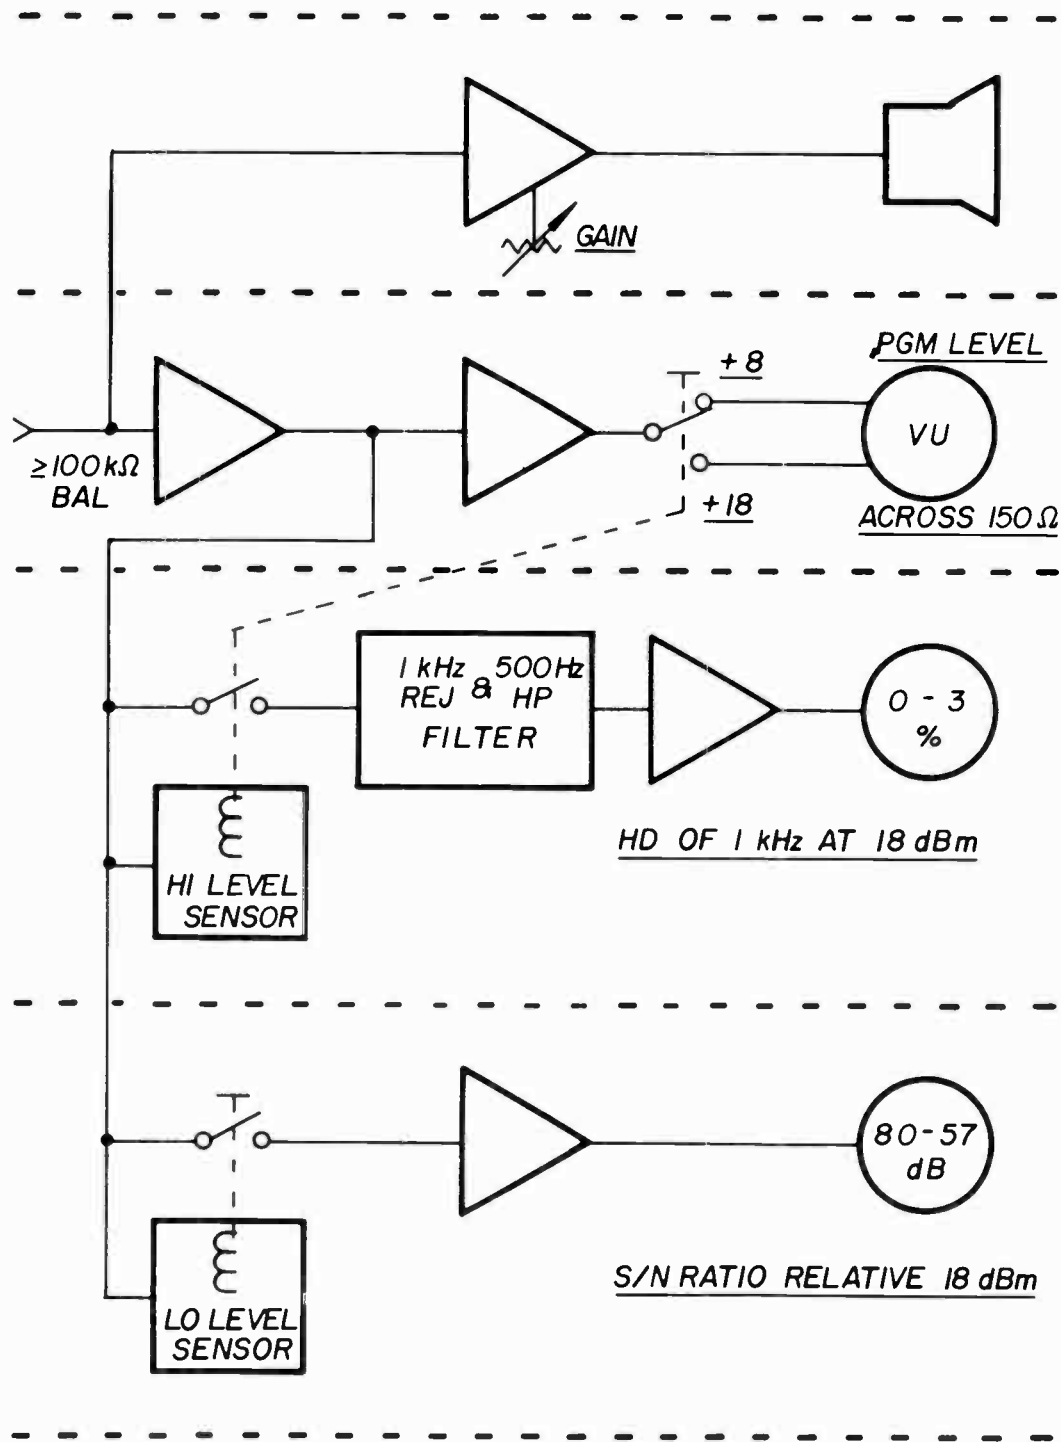 GAIN
+8
PGM LEVEL
VU
≥100kΩ
BAL
+18
ACROSS 150Ω
1 kHz & 500Hz
REJ HP
FILTER
0-3
%
HD OF 1 kHz AT 18 dBm
HI LEVEL
SENSOR
80-57
dB
S/N RATIO RELATIVE 18 dBm
LO LEVEL
SENSOR